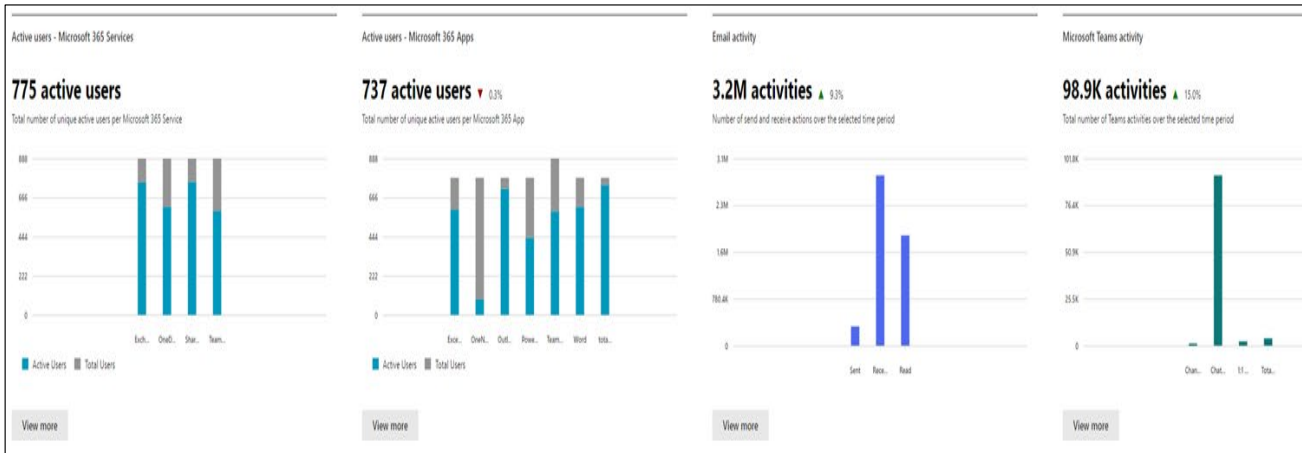 Active users - Microsoft 365 Services
775 active users
Total number of unique active users per Microsoft 365 Service
888
666
444
222
0
Exch... OneD... Shar... Team...
Active Users Total Users
View more
Active users - Microsoft 365 Apps
737 active users ▼ 0.3%
Total number of unique active users per Microsoft 365 App
888
666
444
222
0
Exce... OneN... Outl... Powe... Team... Word tota...
Active Users Total Users
View more
Email activity
3.2M activities ▲ 9.3%
Number of send and receive actions over the selected time period
3.1M
2.3M
1.6M
780.4K
0
Sent Rece... Read
View more
Microsoft Teams activity
98.9K activities ▲ 15.0%
Total number of Teams activities over the selected time period
101.8K
76.4K
50.9K
25.5K
0
Chan... Chat... 1:1... Tota...
View more